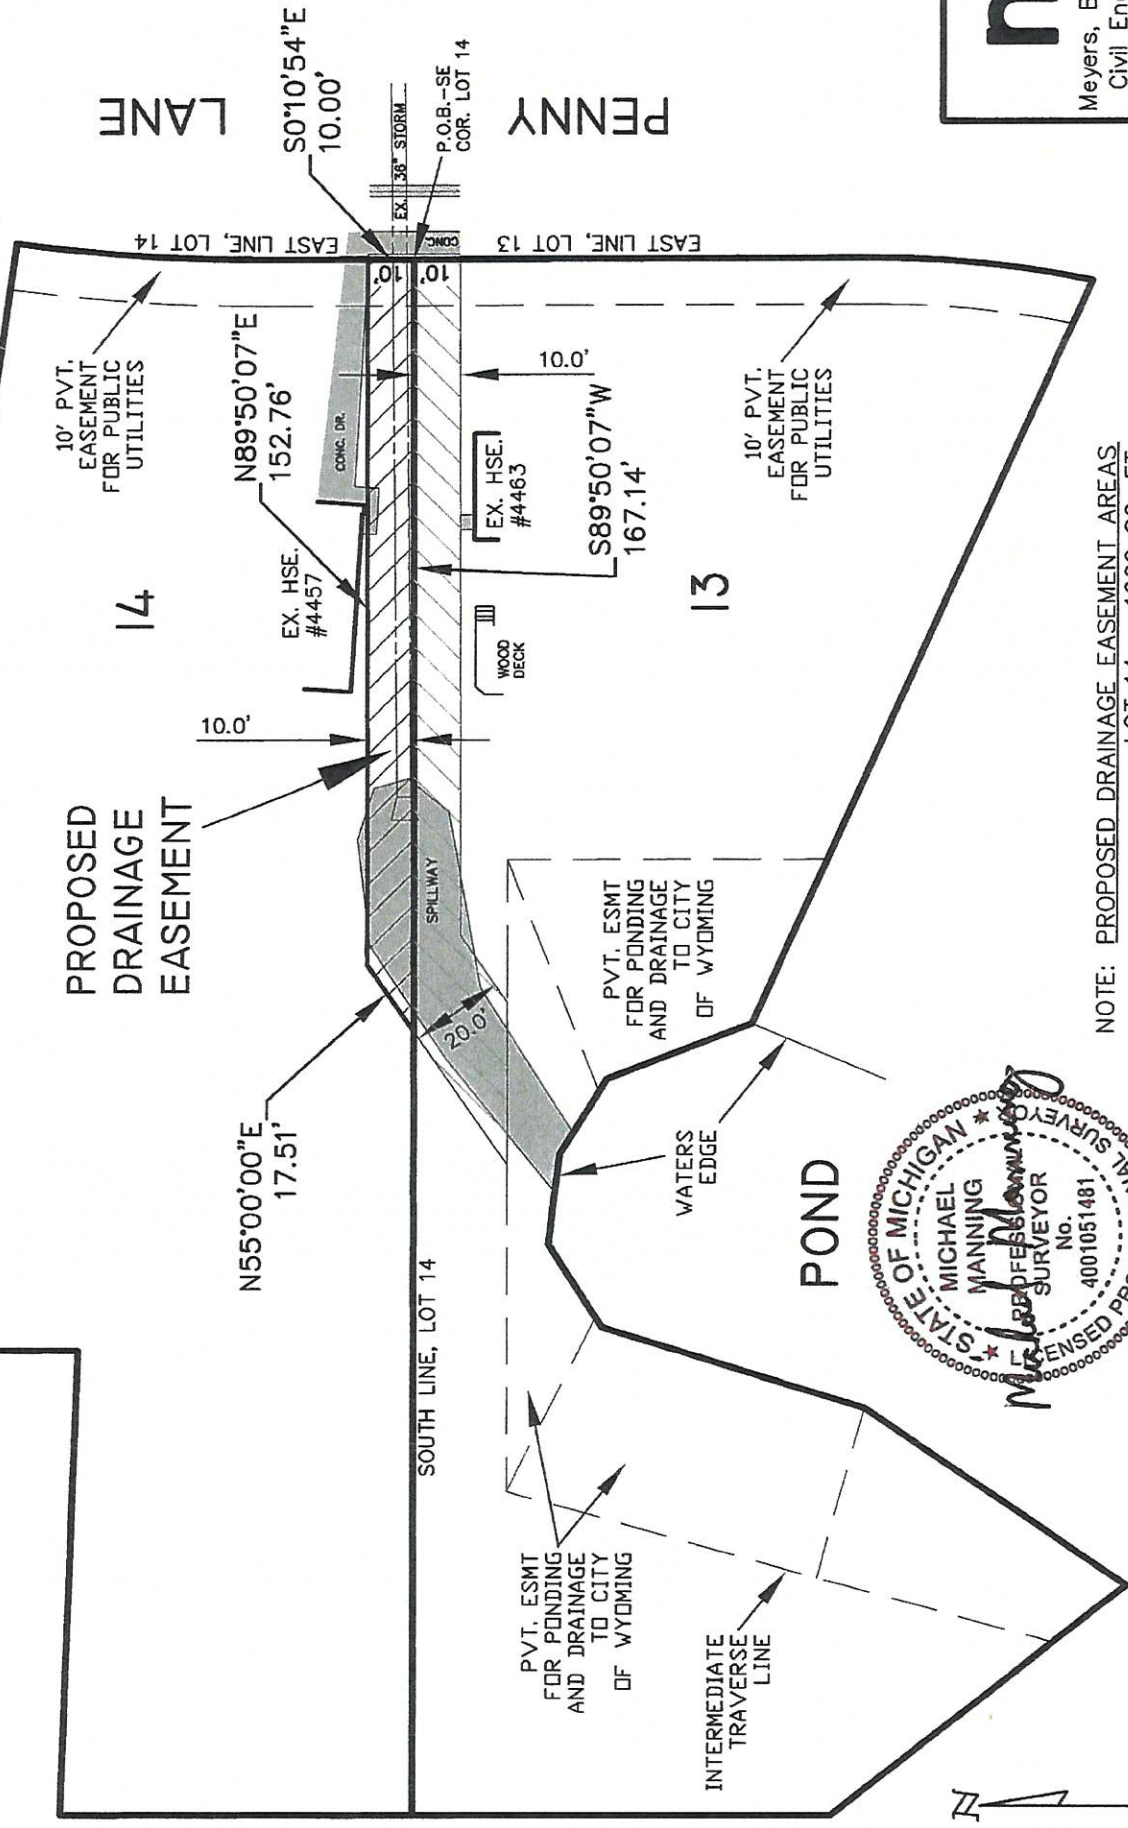 PENNY LANE
S0°10'54"E
10.00'
EX. 36" STORM
P.O.B.-SE
COR. LOT 14
EAST LINE, LOT 14
EAST LINE, LOT 13
CONC.
10'
10'
10' PVT.
EASEMENT
FOR PUBLIC
UTILITIES
N89°50'07"E
152.76'
CONC. DR.
14
EX. HSE.
#4457
10.0'
EX. HSE.
#4463
S89°50'07"W
167.14'
10' PVT.
EASEMENT
FOR PUBLIC
UTILITIES
13
WOOD
DECK
10.0'
PROPOSED
DRAINAGE
EASEMENT
SPILLWAY
20.0'
PVT. ESMT
FOR PONDING
AND DRAINAGE
TO CITY
OF WYOMING
N55°00'00"E
17.51'
WATERS
EDGE
POND
SOUTH LINE, LOT 14
PVT. ESMT
FOR PONDING
AND DRAINAGE
TO CITY
OF WYOMING
INTERMEDIATE
TRAVERSE
LINE
NOTE: PROPOSED DRAINAGE EASEMENT AREAS
LOT 14
STATE OF MICHIGAN
MICHAEL
MANNING
PROFESSIONAL
SURVEYOR
No.
4001051481
LICENSED
SURVEYOR
Michael Manning
Meyers,
Civil
N